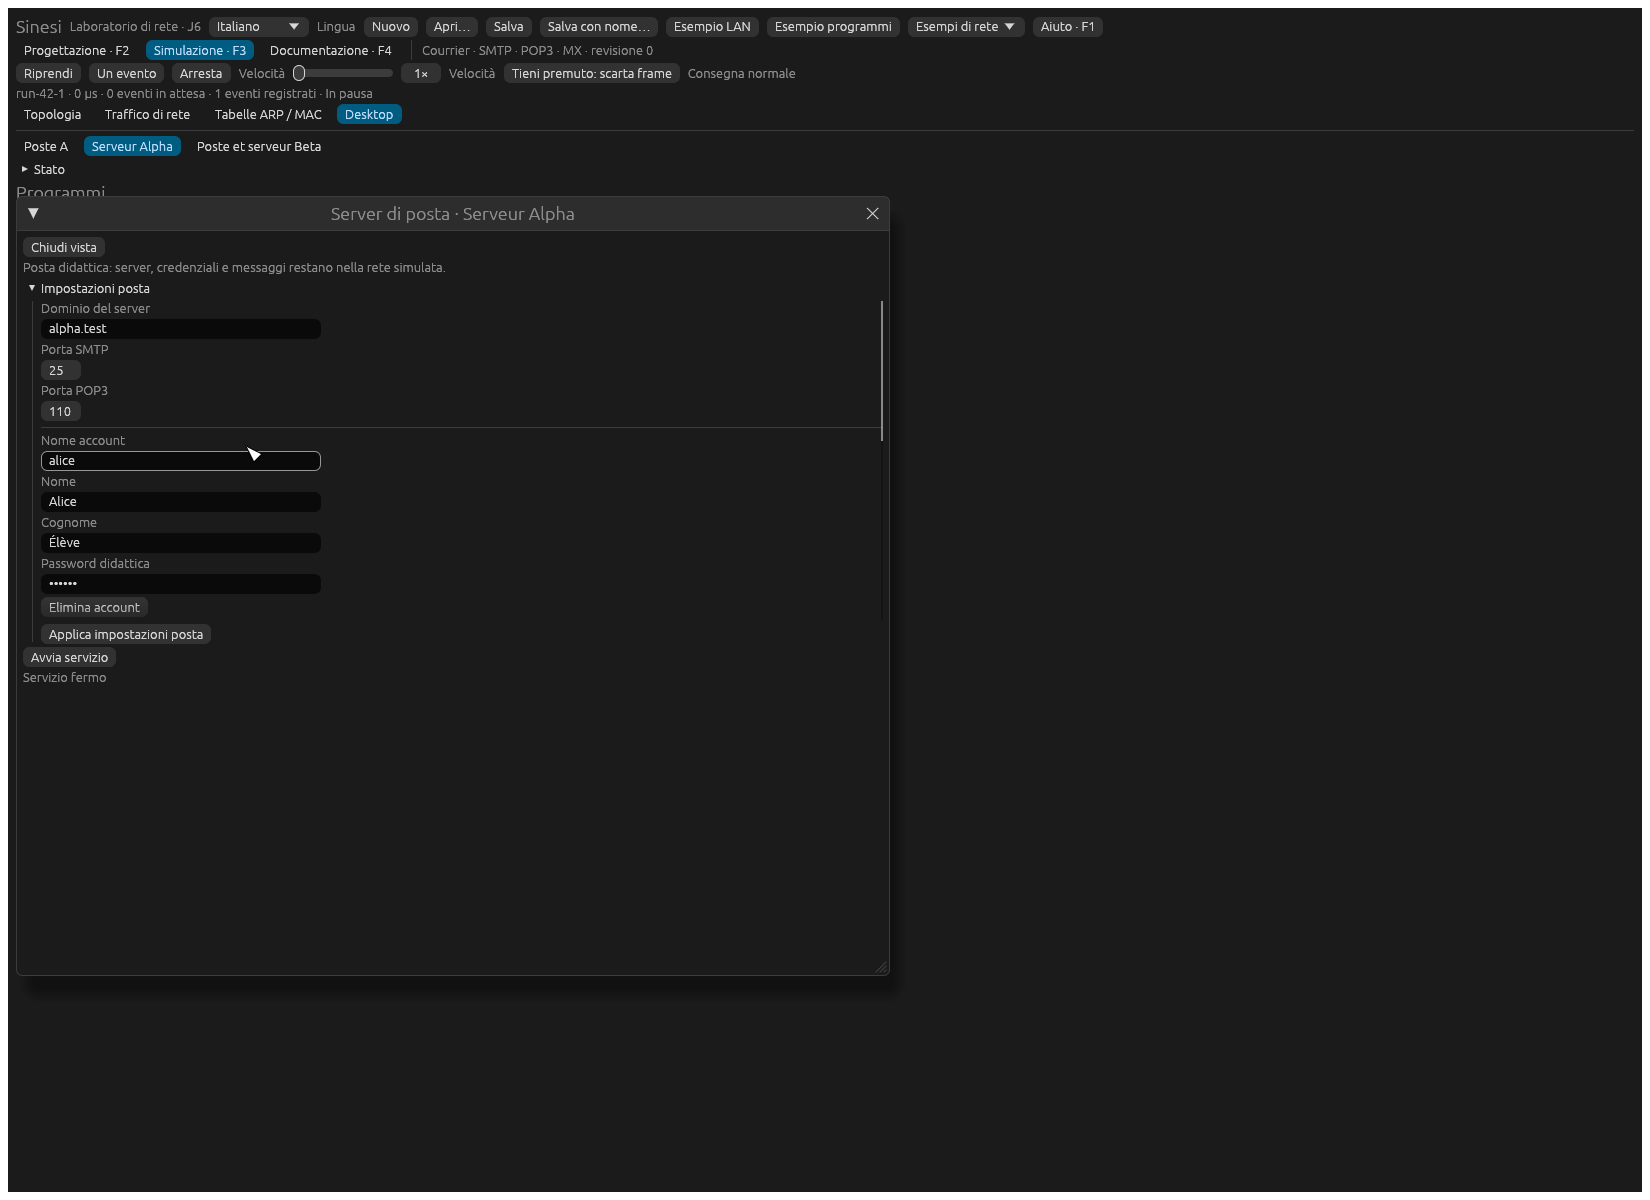 Sinesi Laboratorio di rete · J6 Italiano Lingua Nuovo Apri… Salva Salva con nome… Esempio LAN Esempio programmi Esempi di rete Aiuto · F1
Progettazione · F2 Simulazione · F3 Documentazione · F4 Courrier · SMTP · POP3 · MX · revisione 0
Riprendi Un evento Arresta Velocità 1× Velocità Tieni premuto: scarta frame Consegna normale
run-42-1 · 0 µs · 0 eventi in attesa · 1 eventi registrati · In pausa
Topologia Traffico di rete Tabelle ARP / MAC Desktop
Poste A Serveur Alpha Poste et serveur Beta
Stato
Programmi
Server di posta · Serveur Alpha
Chiudi vista
Posta didattica: server, credenziali e messaggi restano nella rete simulata.
Impostazioni posta
Dominio del server
alpha.test
Porta SMTP
25
Porta POP3
110
Nome account
alice
Nome
Alice
Cognome
Élève
Password didattica
••••••
Elimina account
Applica impostazioni posta
Avvia servizio
Servizio fermo